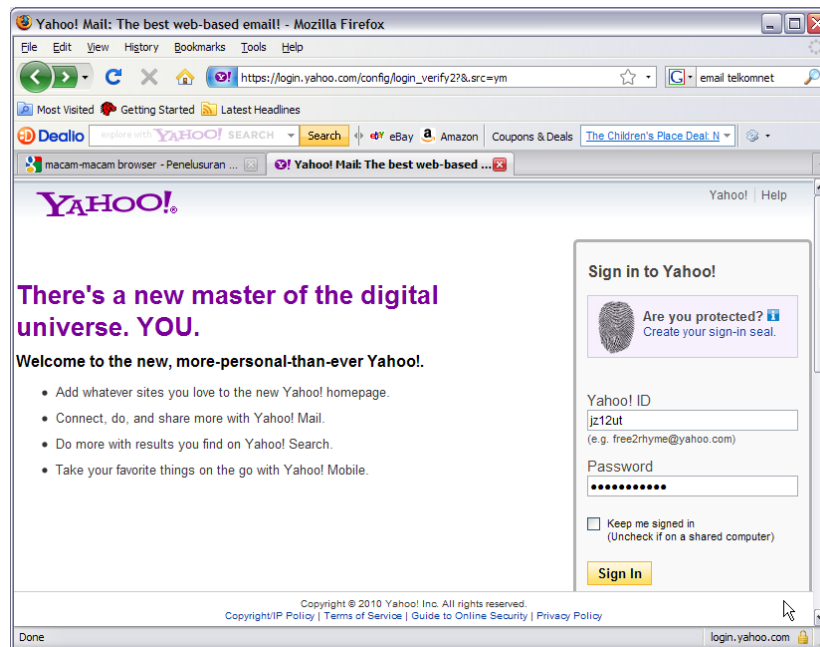 Yahoo! Mail: The best web-based email! - Mozilla Firefox
File Edit View History Bookmarks Tools Help
https://login.yahoo.com/config/login_verify2?&.src=ym
G email telkomnet
Most Visited Getting Started Latest Headlines
Dealio explore with YAHOO! SEARCH Search eBay Amazon Coupons & Deals The Children's Place Deal: N
macam-macam browser - Penelusuran ... Yahoo! Mail: The best web-based ...
YAHOO!®
Yahoo! Help
Sign in to Yahoo!
There's a new master of the digital
universe. YOU.
Are you protected?
Create your sign-in seal.
Welcome to the new, more-personal-than-ever Yahoo!.
Add whatever sites you love to the new Yahoo! homepage.
Connect, do, and share more with Yahoo! Mail.
Do more with results you find on Yahoo! Search.
Take your favorite things on the go with Yahoo! Mobile.
Yahoo! ID
jz12ut
(e.g. free2rhyme@yahoo.com)
Password
•••••••••••
Keep me signed in
(Uncheck if on a shared computer)
Sign In
Copyright © 2010 Yahoo! Inc. All rights reserved.
Copyright/IP Policy | Terms of Service | Guide to Online Security | Privacy Policy
Done login.yahoo.com